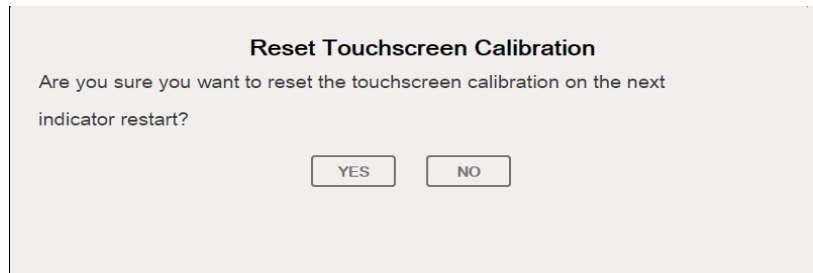 Reset Touchscreen Calibration
Are you sure you want to reset the touchscreen calibration on the next
indicator restart?
YES NO